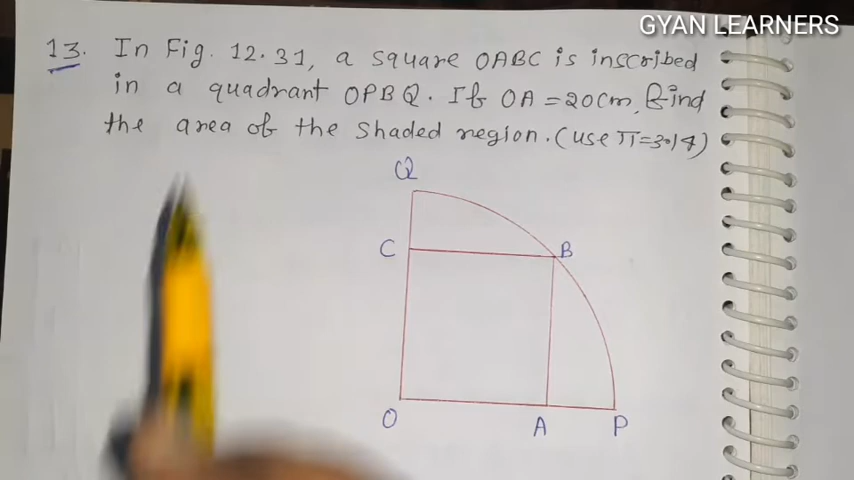 GYAN LEARNERS
13. In Fig. 12.31, a square OABC is inscribed
in a quadrant OPBQ. If OA = 20cm, find
the area of the shaded region. (use π=3.14)
Q
C
B
O
A
P